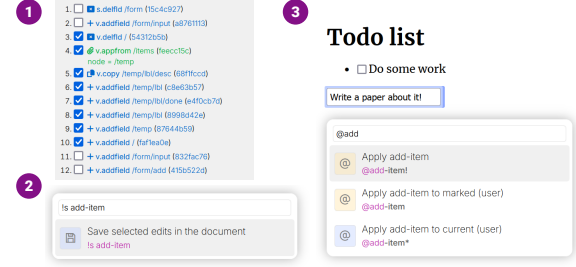 1
1. s.delfld /form (15c4c927)
2. + v.addfield /form/input (a8761113)
3. v.delfld / (54312b5b)
4. v.appfrom /items (feecc15c)
node = /temp
5. v.copy /temp/lbl/desc (68f1fccd)
6. + v.addfield /temp/lbl (c8e63b57)
7. + v.addfield /temp/lbl/done (e4f0cb7d)
8. + v.addfield /temp/lbl (8998d42e)
9. + v.addfield /temp (87644b59)
10. + v.addfield / (faf1ea0e)
11. + v.addfield /form/input (832fac76)
12. + v.addfield /form/add (415b522d)
2
!s add-item
Save selected edits in the document
!s add-item
3
Todo list
• Do some work
Write a paper about it!
@add
@ Apply add-item
@add-item!
@ Apply add-item to marked (user)
@add-item
@ Apply add-item to current (user)
@add-item*